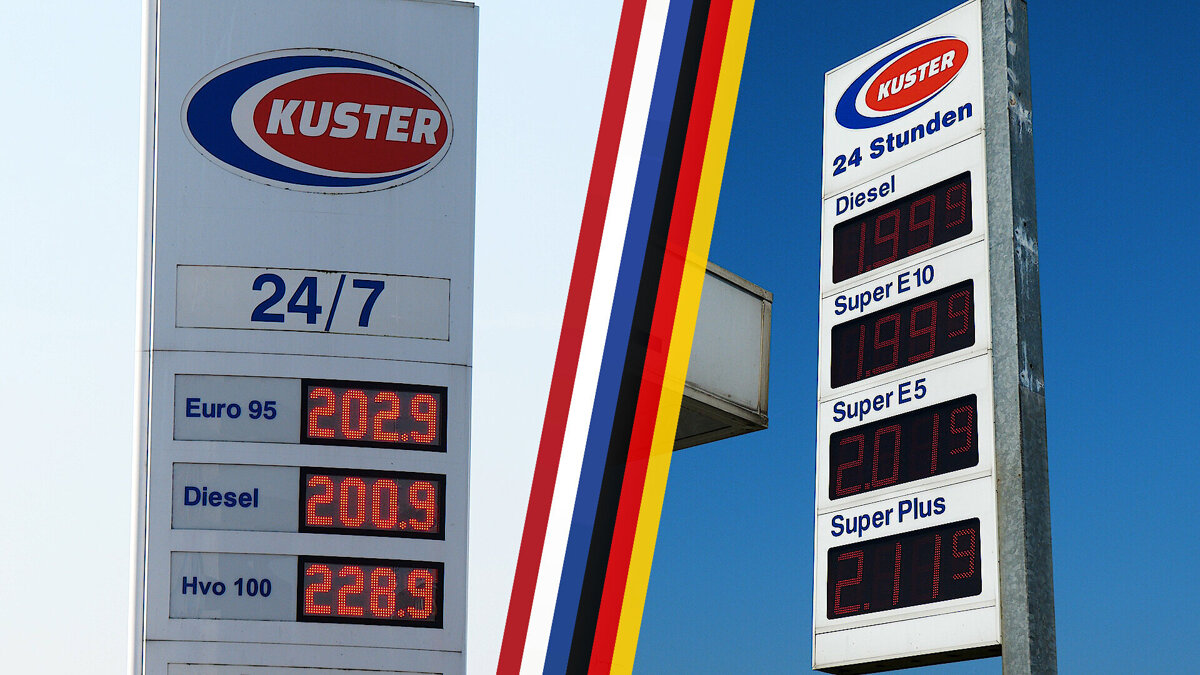 KUSTER
24/7
Euro 95 202.9
Diesel 200.9
Hvo 100 228.9
KUSTER
24 Stunden
Diesel
1.999
Super E10
1.999
Super E5
2.019
Super Plus
2.119